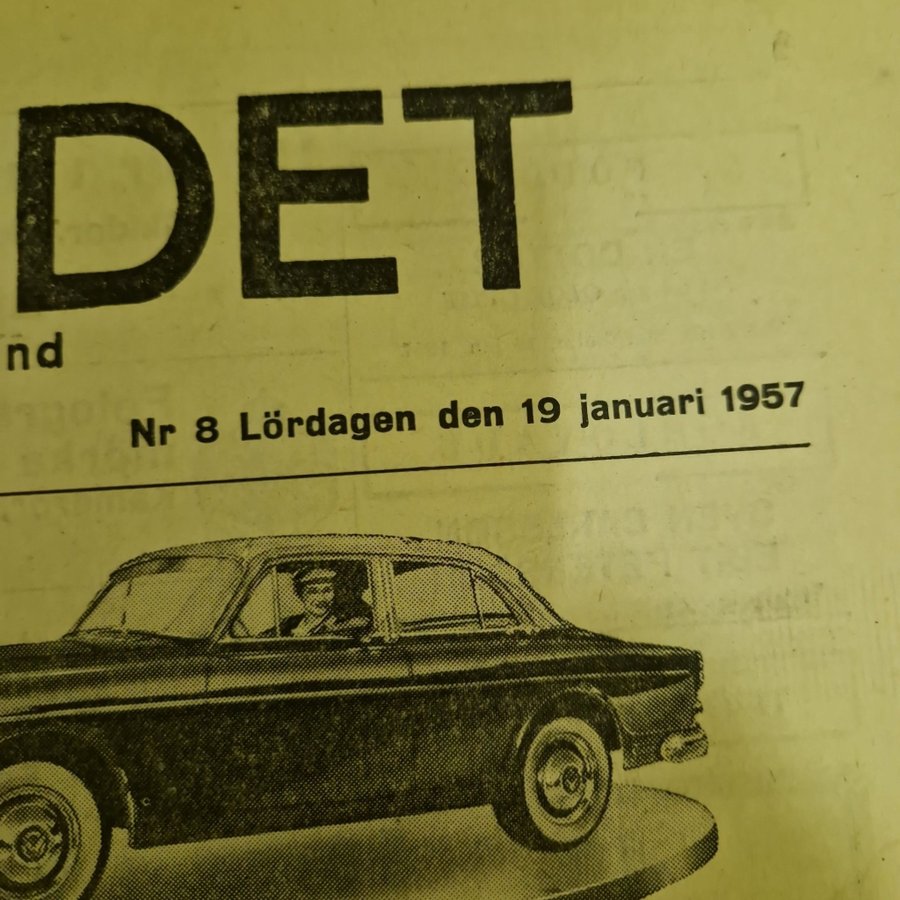 DET
nd
Nr 8 Lördagen den 19 januari 1957